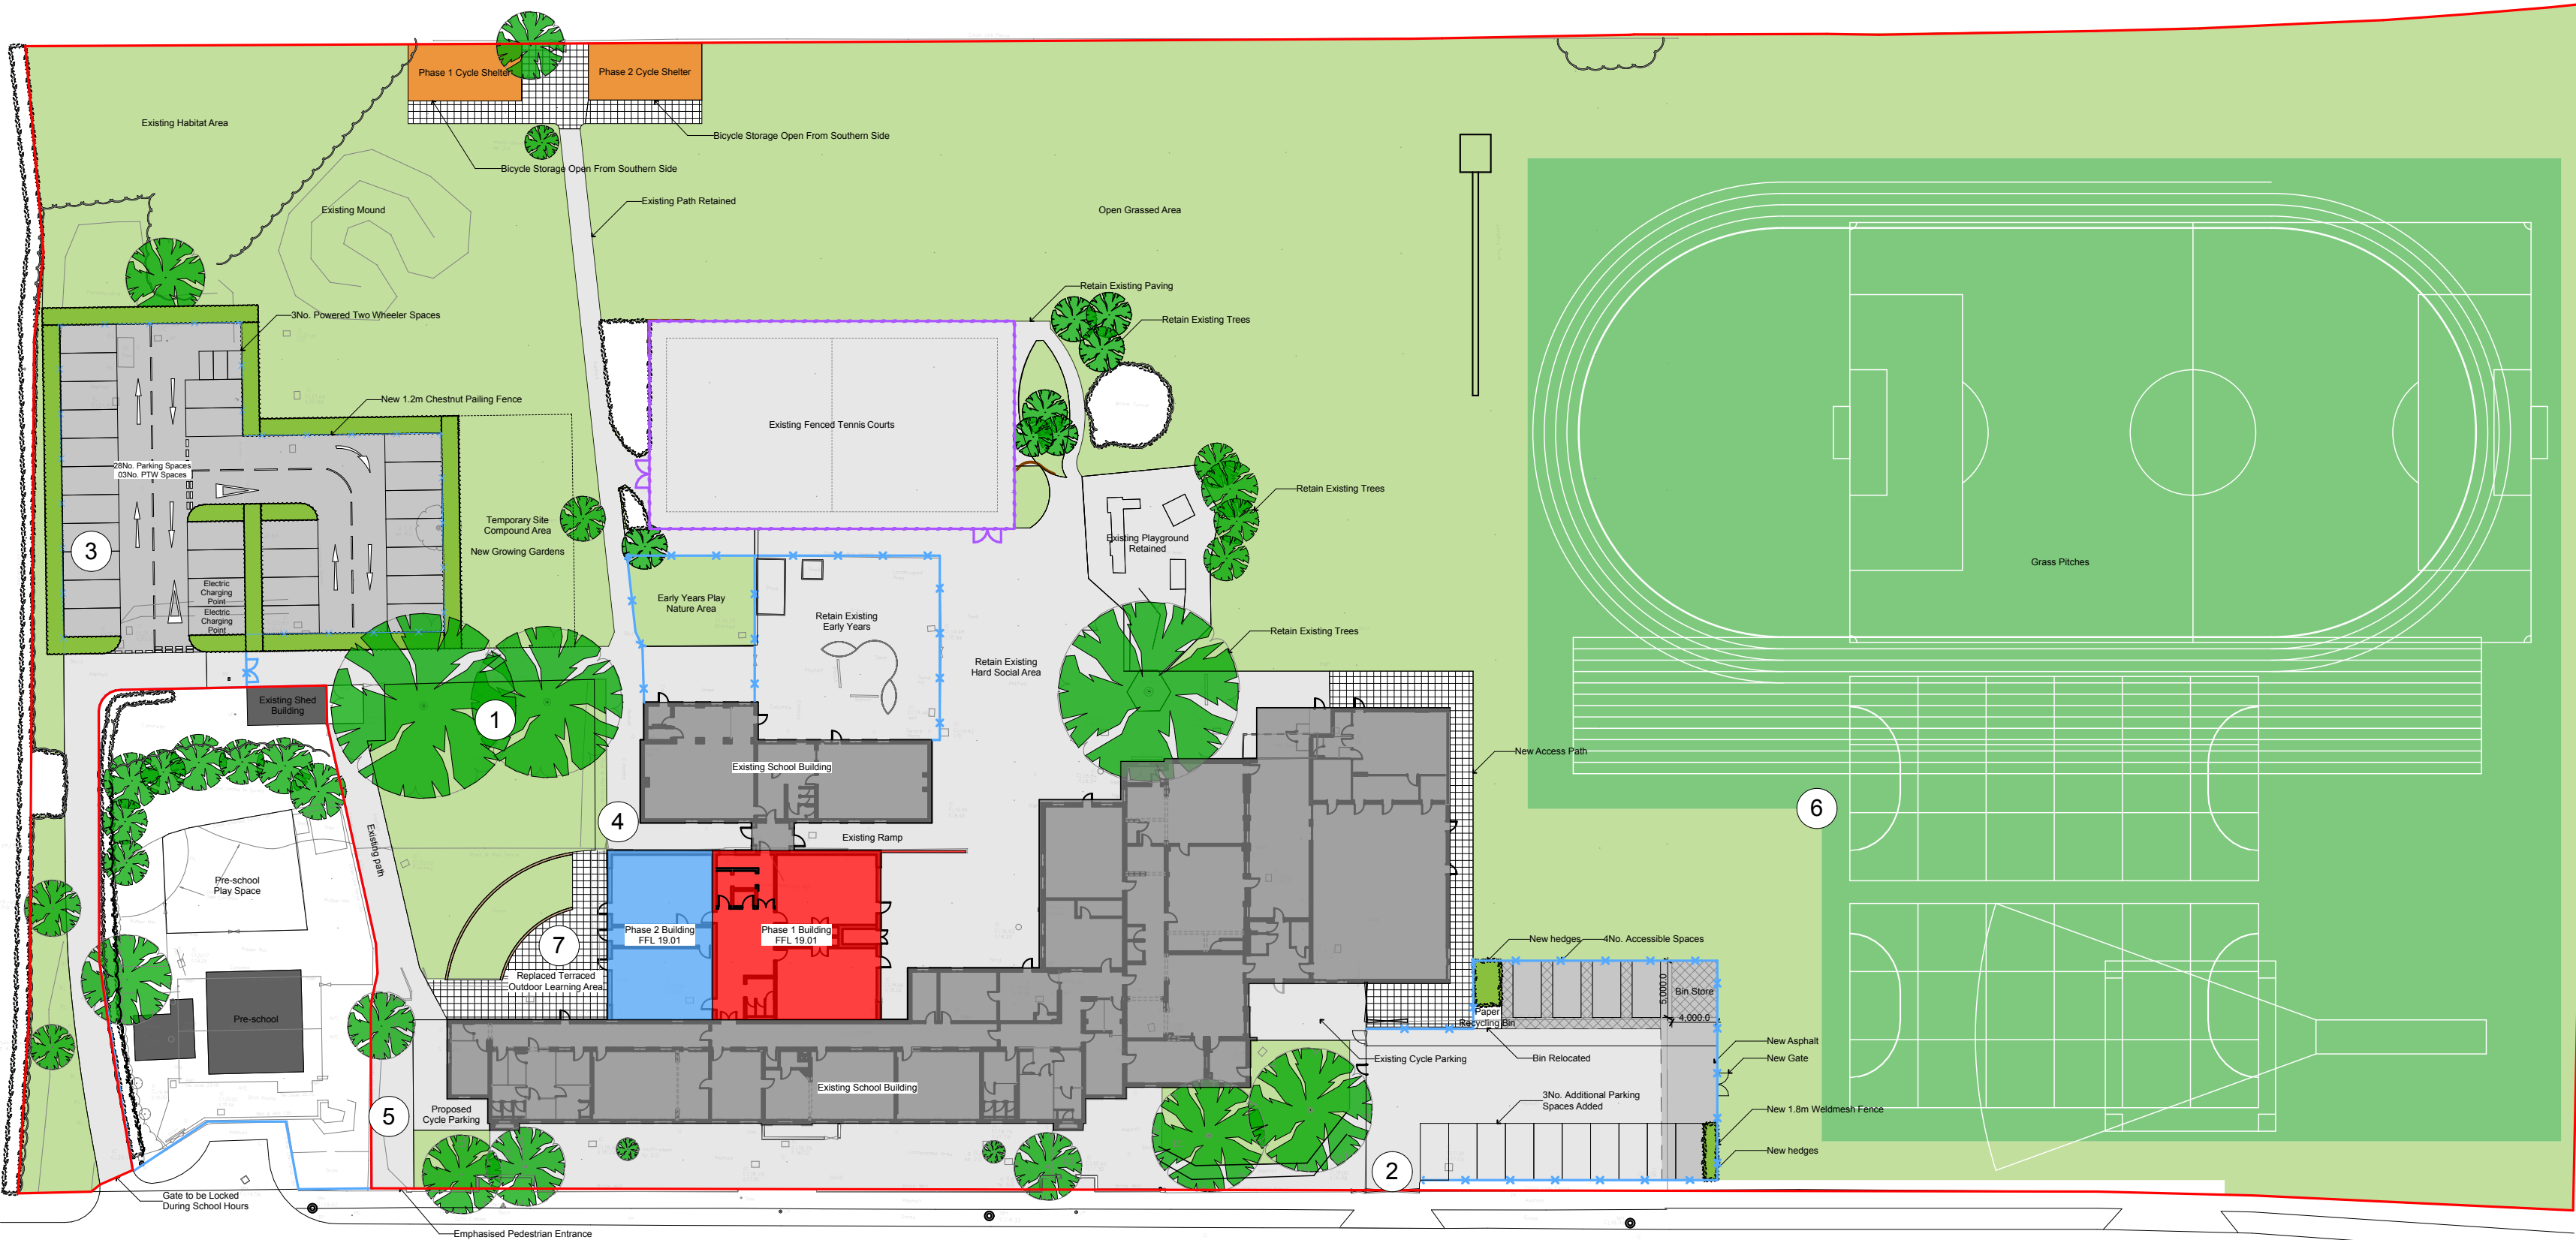 Phase 1 Cycle Shelter
Phase 2 Cycle Shelter
Existing Habitat Area
Bicycle Storage Open From Southern Side
Bicycle Storage Open From Southern Side
Existing Path Retained
Existing Mound
Open Grassed Area
Retain Existing Paving
3No. Powered Two Wheeler Spaces
Retain Existing Trees
New 1.2m Chestnut Pailing Fence
Existing Fenced Tennis Courts
28No. Parking Spaces
03No. PTW Spaces
Retain Existing Trees
Temporary Site
Compound Area
New Growing Gardens
3
Existing Playground
Retained
Grass Pitches
Electric
Charging
Point
Electric
Charging
Point
Early Years Play
Nature Area
Retain Existing
Early Years
Retain Existing Trees
Retain Existing
Hard Social Area
Existing Shed
Building
1
New Access Path
Existing School Building
6
4
Existing Ramp
Existing path
Pre-school
Play Space
Phase 2 Building
FFL 19.01
Phase 1 Building
FFL 19.01
7
New hedges
4No. Accessible Spaces
Replaced Terraced
Outdoor Learning Area
5,000.0
Bin Store
Paper
Recycling Bin
4,000.0
Pre-school
New Asphalt
Existing Cycle Parking
Bin Relocated
New Gate
Existing School Building
3No. Additional Parking
Spaces Added
5
Proposed
Cycle Parking
New 1.8m Weldmesh Fence
New hedges
2
Gate to be Locked
During School Hours
Emphasised Pedestrian Entrance